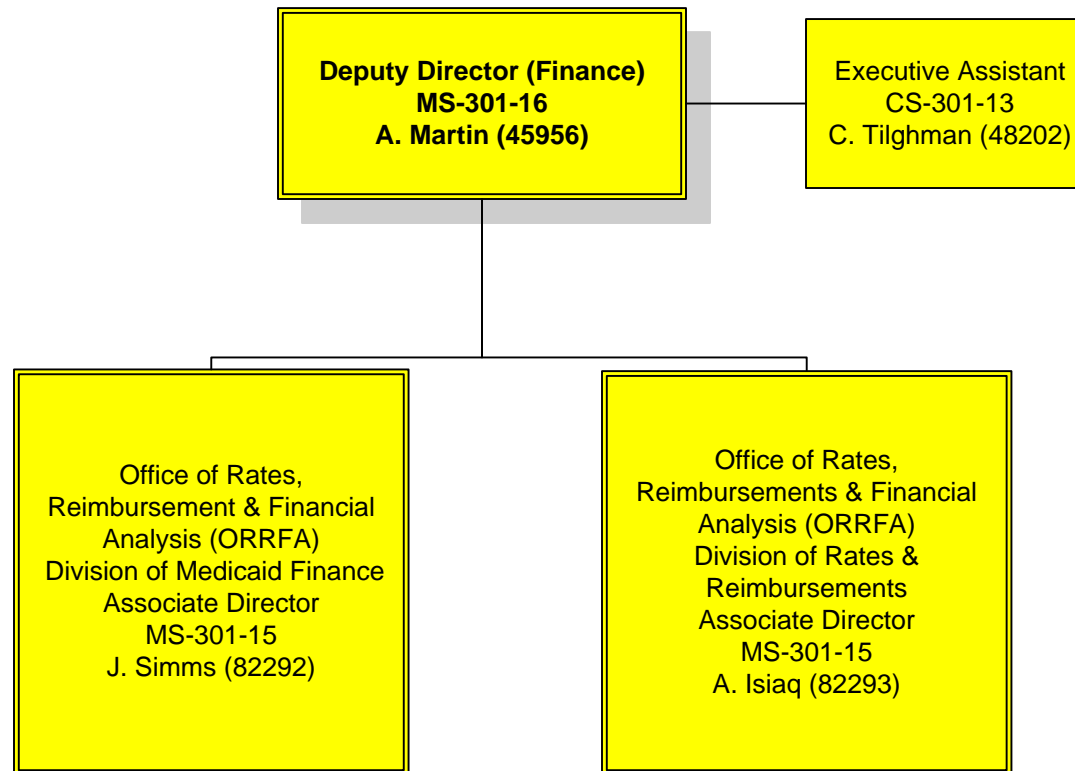 Deputy Director (Finance)
MS-301-16
A. Martin (45956)
Executive Assistant
CS-301-13
C. Tilghman (48202)
Office of Rates,
Reimbursement & Financial
Analysis (ORRFA)
Division of Medicaid Finance
Associate Director
MS-301-15
J. Simms (82292)
Office of Rates,
Reimbursements & Financial
Analysis (ORRFA)
Division of Rates &
Reimbursements
Associate Director
MS-301-15
A. Isiaq (82293)